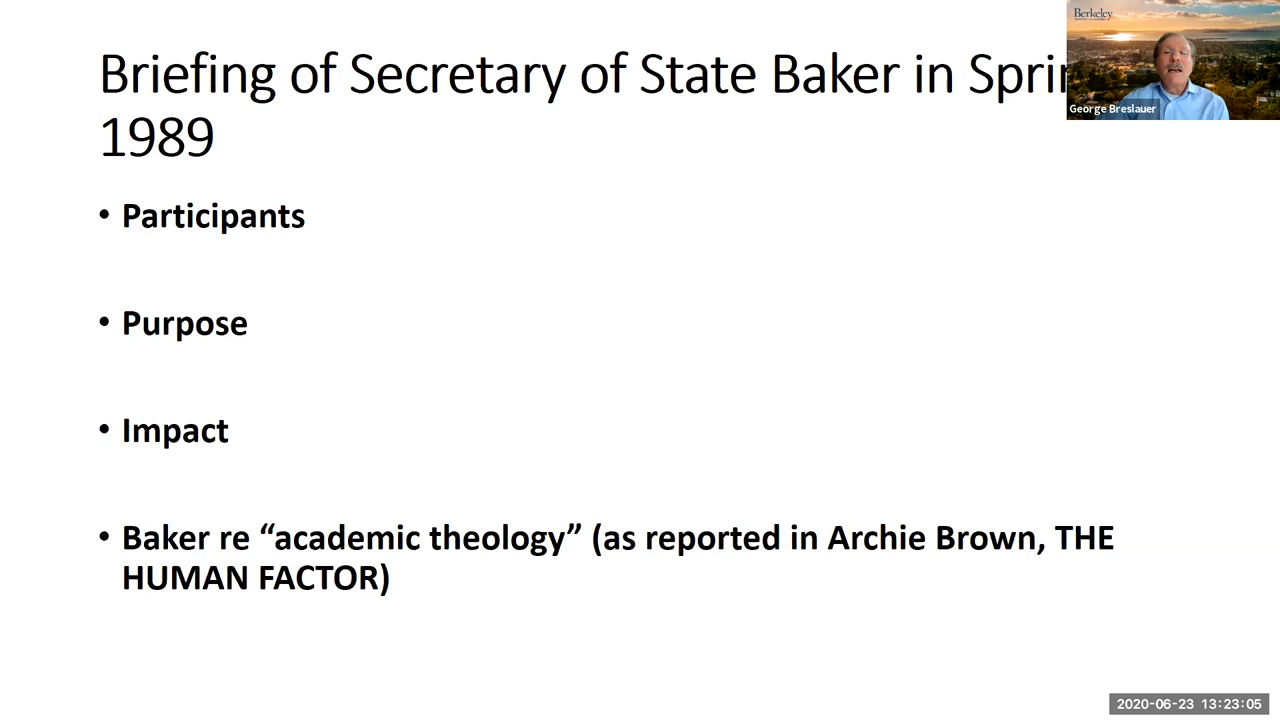 Briefing of Secretary of State Baker in Spri
1989
• Participants
• Purpose
• Impact
• Baker re “academic theology” (as reported in Archie Brown, THE
HUMAN FACTOR)
Berkeley
George Breslauer
2020-06-23 13:23:05